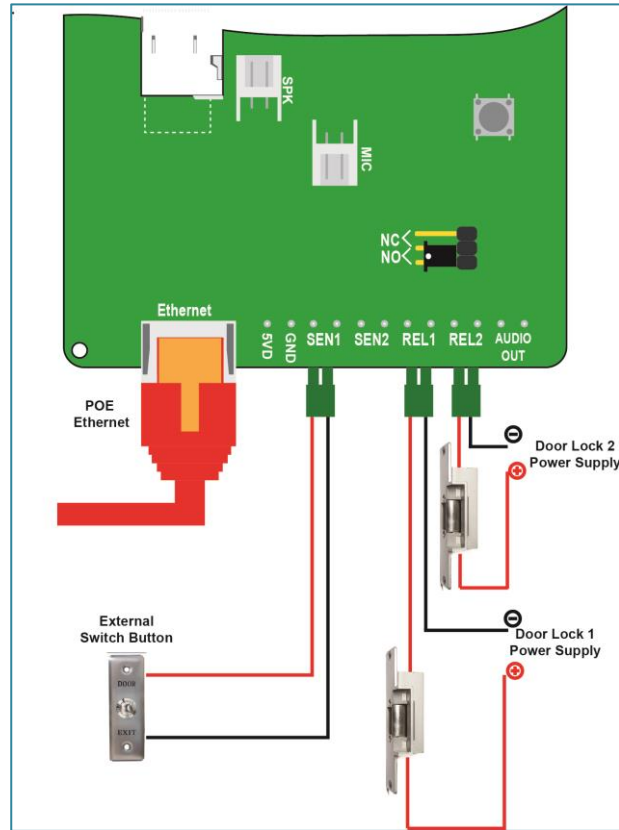 SPK
MIC
NC
NO
Ethernet
5VD
GND
SEN1
SEN2
REL1
REL2
AUDIO
OUT
POE
Ethernet
Door Lock 2
Power Supply
External
Switch Button
Door Lock 1
Power Supply
DOOR
EXIT